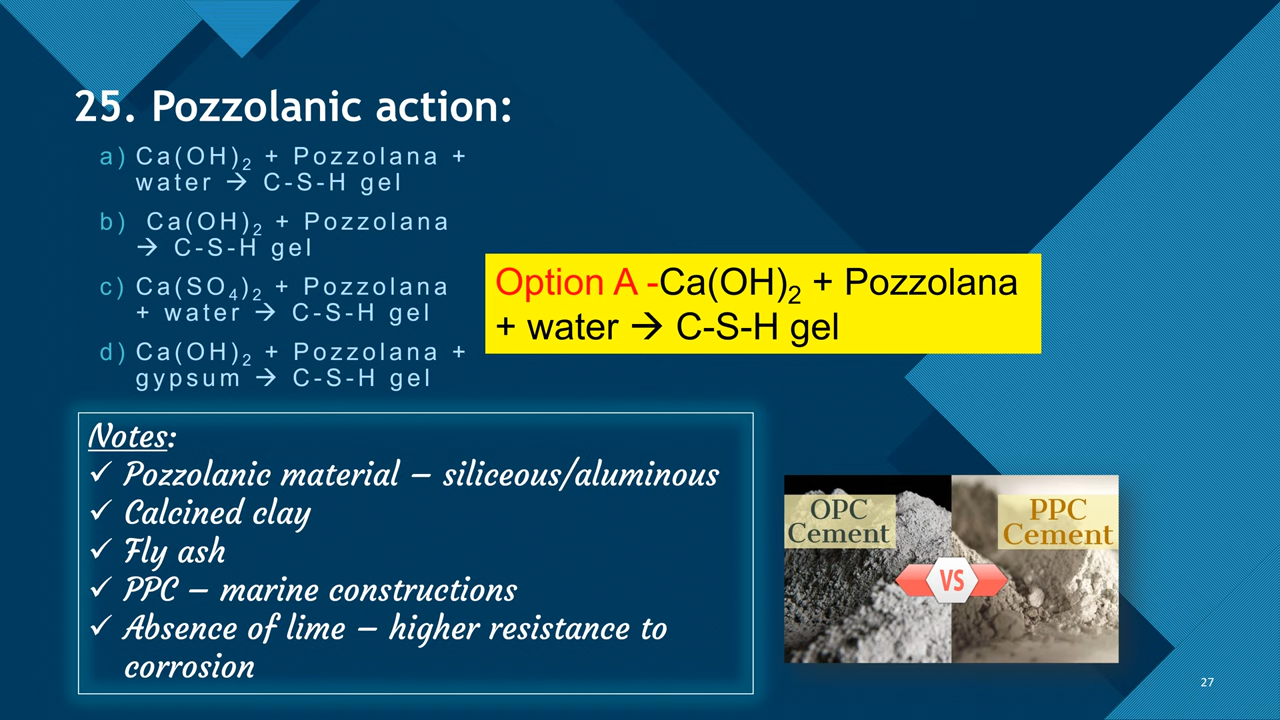 25. Pozzolanic action:
a) Ca(OH)₂ + Pozzolana +
water → C-S-H gel
b) Ca(OH)₂ + Pozzolana
→ C-S-H gel
c) Ca(SO₄)₂ + Pozzolana
+ water → C-S-H gel
d) Ca(OH)₂ + Pozzolana +
gypsum → C-S-H gel
Option A -Ca(OH)₂ + Pozzolana
+ water → C-S-H gel
Notes:
✓ Pozzolanic material – siliceous/aluminous
✓ Calcined clay
✓ Fly ash
✓ PPC – marine constructions
✓ Absence of lime – higher resistance to
corrosion
OPC
Cement
VS
PPC
Cement
27